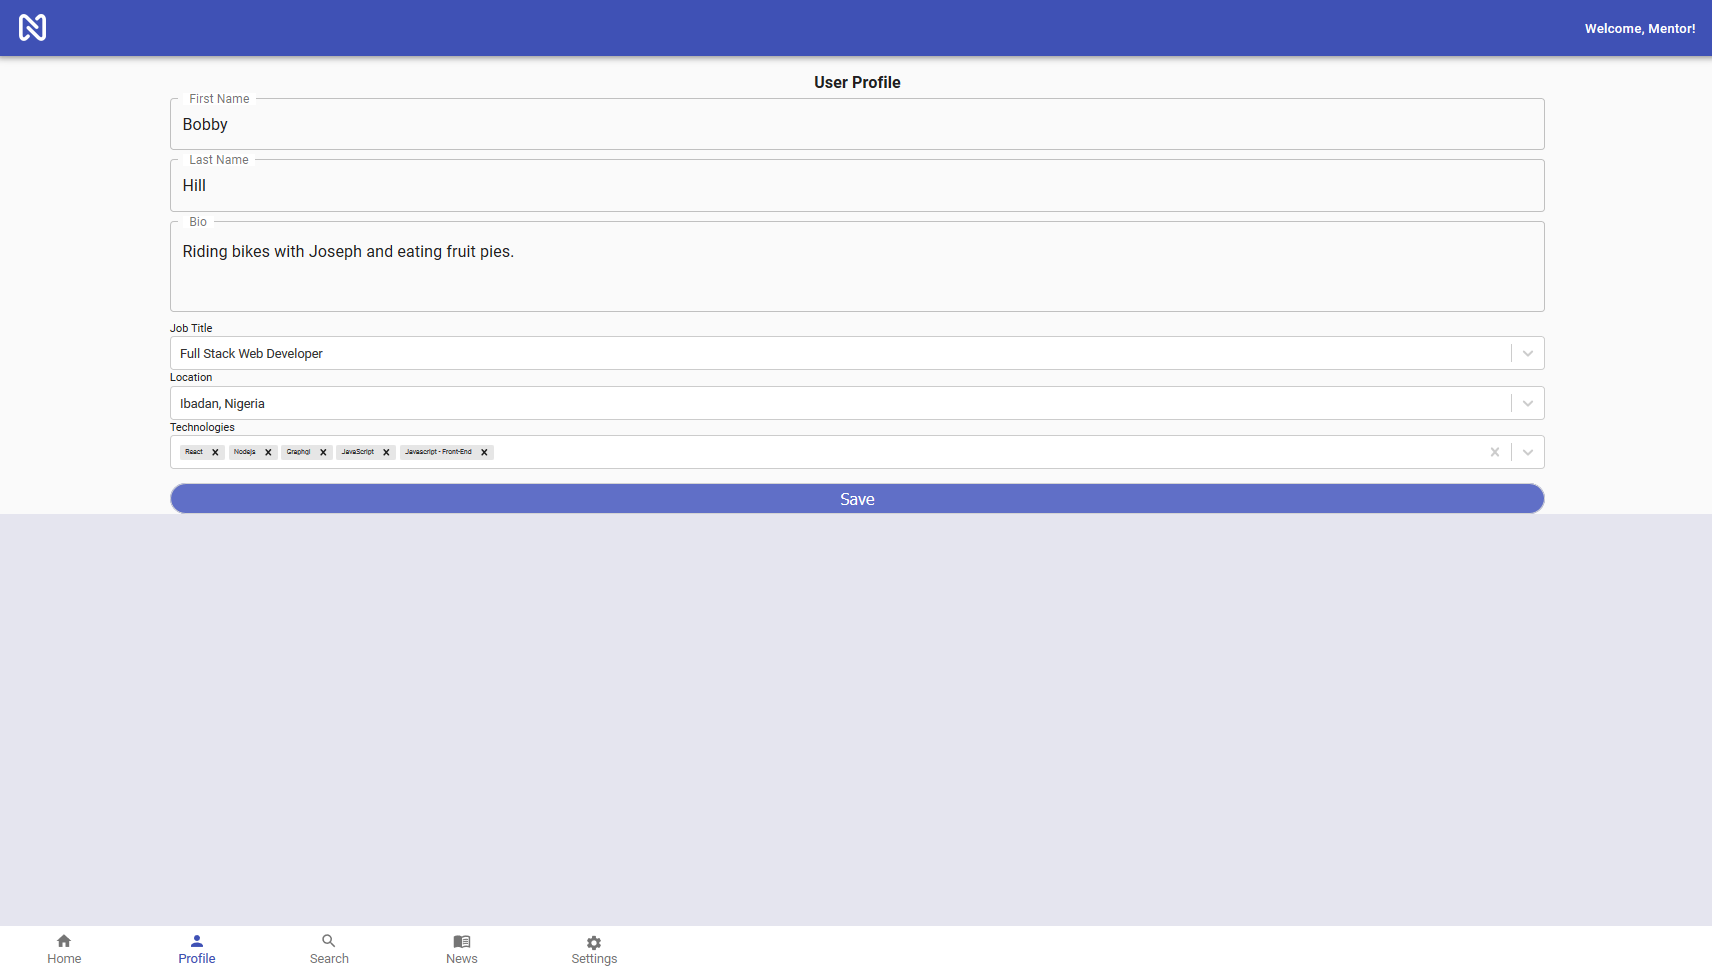 Welcome, Mentor!
User Profile
First Name
Bobby
Last Name
Hill
Bio
Riding bikes with Joseph and eating fruit pies.
Job Title
Full Stack Web Developer
Location
Ibadan, Nigeria
Technologies
React Nodejs Graphql JavaScript Javascript - Front-End
Save
Home Profile Search News Settings